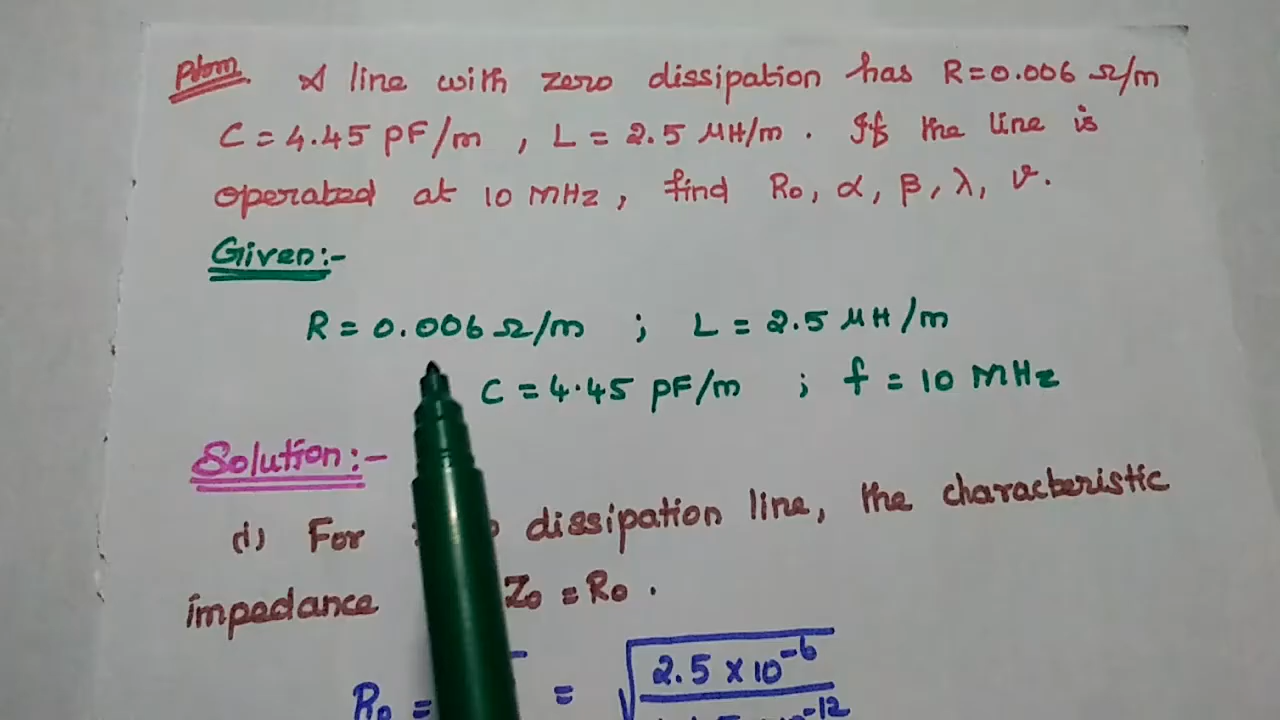 Pblm. A line with zero dissipation has R=0.006 Ω/m
C = 4.45 PF/m , L = 2.5 μH/m . If the line is
operated at 10 MHz, find R₀, α, β, λ, v.
Given:-
R = 0.006 Ω/m ; L = 2.5 μH/m
C = 4.45 pF/m ; f = 10 MHz
Solution:-
(i) For dissipation line, the characteristic
impedance Z₀ = R₀ .
R₀ = = √ 2.5 × 10⁻⁶
10⁻¹²